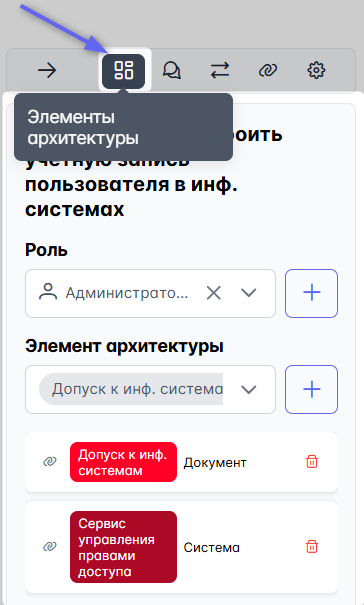 Элементы
архитектуры
роить
учетную запись
пользователя в инф.
системах
Роль
Администрато...
Элемент архитектуры
Допуск к инф. система
Допуск к инф.
системам
Документ
Сервис
управления
правами
доступа
Система